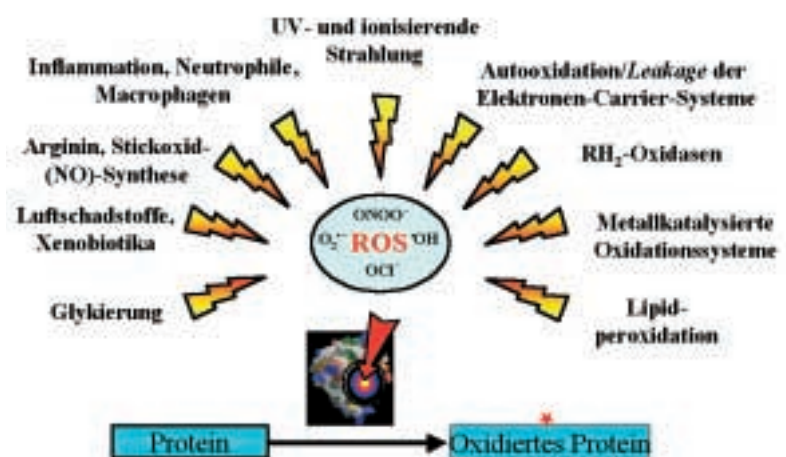 UV- und ionisierende
Strahlung
Inflammation, Neutrophile,
Macrophagen
Autooxidation/Leakage der
Elektronen-Carrier-Systeme
Arginin, Stickoxid-
(NO)-Synthese
RH₂-Oxidasen
Luftschadstoffe,
Xenobiotika
Metallkatalysierte
Oxidationssysteme
Glykierung
Lipid-
peroxidation
ONOO⁻
O₂•⁻ ROS •OH
OCl⁻
Protein
Oxidiertes Protein